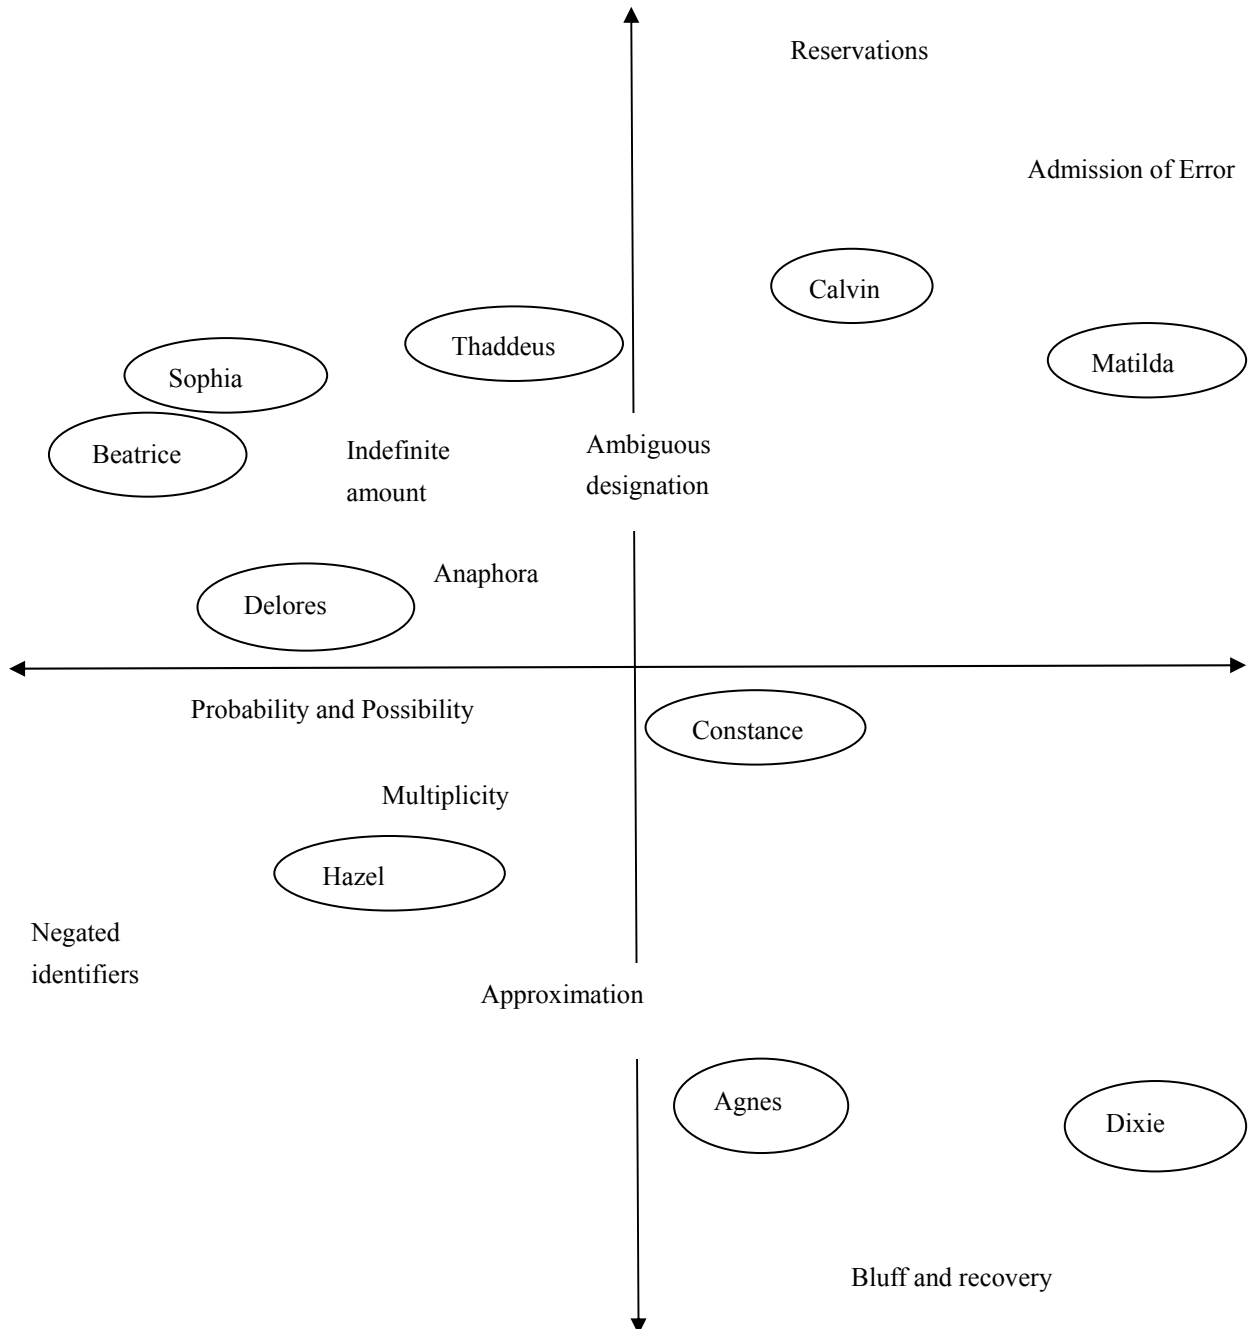 Reservations
Admission of Error
Calvin
Thaddeus
Matilda
Sophia
Beatrice
Indefinite
amount
Ambiguous
designation
Anaphora
Delores
Probability and Possibility
Constance
Multiplicity
Hazel
Negated
identifiers
Approximation
Agnes
Dixie
Bluff and recovery